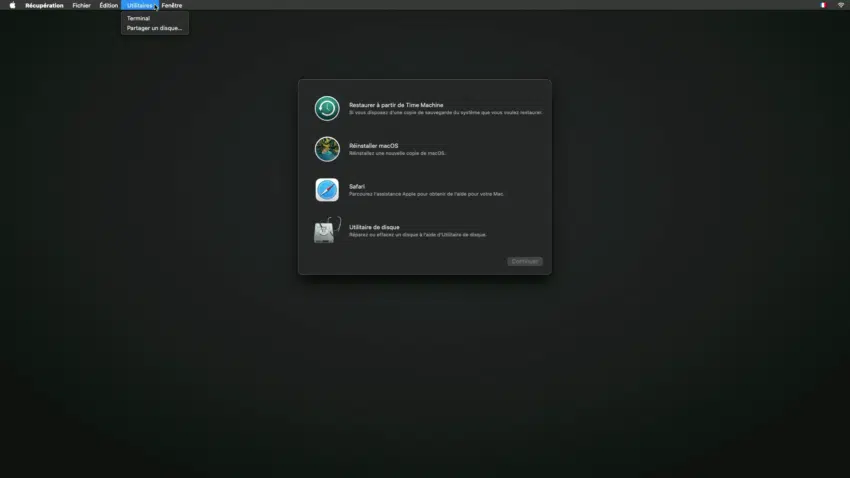 Récupération Fichier Édition Utilitaires Fenêtre
Terminal
Partager un disque...
Restaurer à partir de Time Machine
Si vous disposez d'une copie de sauvegarde du système que vous voulez restaurer.
Réinstaller macOS
Réinstallez une nouvelle copie de macOS.
Safari
Parcourez l'assistance Apple pour obtenir de l'aide pour votre Mac.
Utilitaire de disque
Réparez ou effacez un disque à l'aide d'Utilitaire de disque.
Continuer